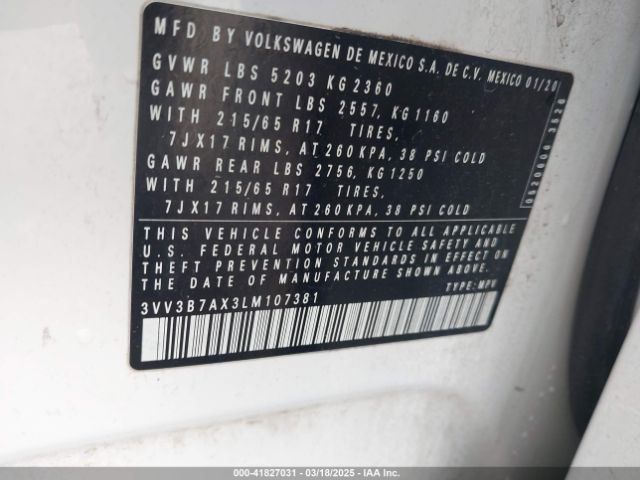 MFD BY VOLKSWAGEN DE MEXICO S.A. DE C.V. MEXICO 01/20
GVWR LBS 5203 KG 2360
GAWR FRONT LBS 2557, KG 1160
WITH 215/65 R17 TIRES,
7JX17 RIMS, AT 260 KPA, 38 PSI COLD
GAWR REAR LBS 2756, KG 1250
WITH 215/65 R17 TIRES,
7JX17 RIMS, AT 260 KPA, 38 PSI COLD
THIS VEHICLE CONFORMS TO ALL APPLICABLE
U.S. FEDERAL MOTOR VEHICLE SAFETY AND
THEFT PREVENTION STANDARDS IN EFFECT ON
THE DATE OF MANUFACTURE SHOWN ABOVE.
3VV3B7AX3LM107381 TYPE: MPV
0620000 3520
000-41827031 | 03/18/2025 | IAA Inc.